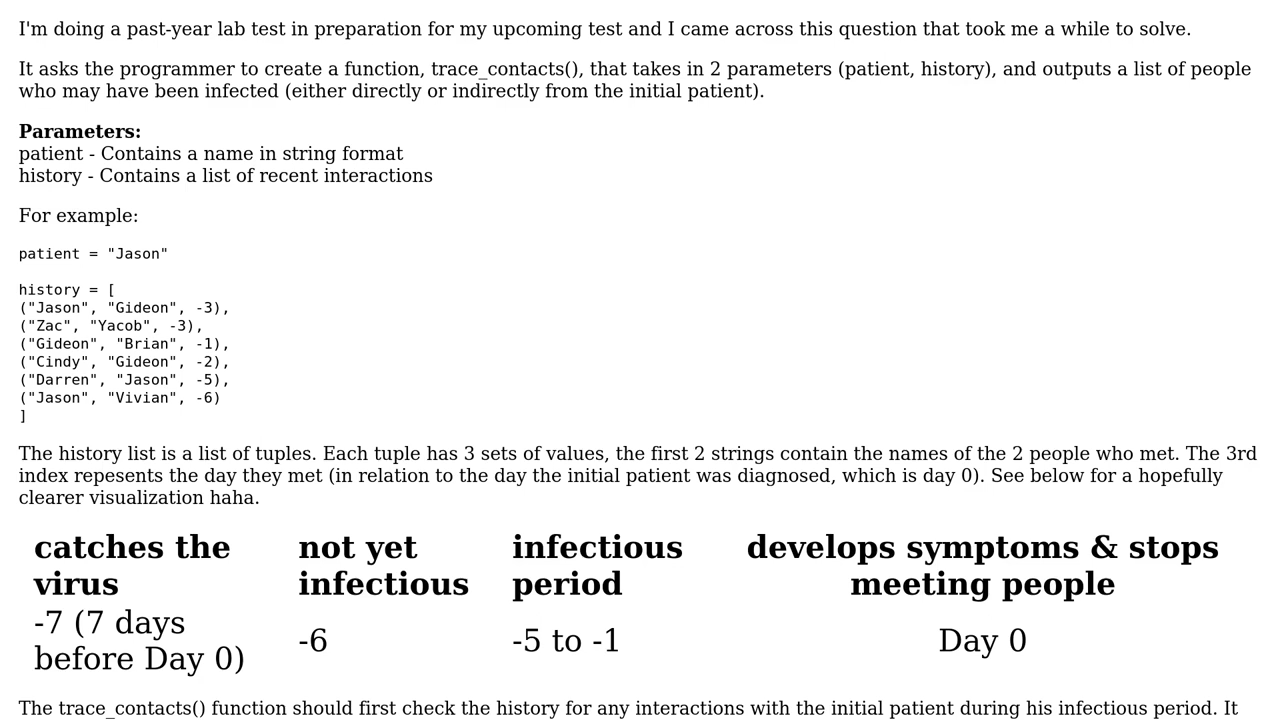 I'm doing a past-year lab test in preparation for my upcoming test and I came across this question that took me a while to solve.
It asks the programmer to create a function, trace_contacts(), that takes in 2 parameters (patient, history), and outputs a list of people
who may have been infected (either directly or indirectly from the initial patient).
Parameters:
patient - Contains a name in string format
history - Contains a list of recent interactions
For example:
patient = "Jason"
history = [
("Jason", "Gideon", -3),
("Zac", "Yacob", -3),
("Gideon", "Brian", -1),
("Cindy", "Gideon", -2),
("Darren", "Jason", -5),
("Jason", "Vivian", -6)
]
The history list is a list of tuples. Each tuple has 3 sets of values, the first 2 strings contain the names of the 2 people who met. The 3rd
index repesents the day they met (in relation to the day the initial patient was diagnosed, which is day 0). See below for a hopefully
clearer visualization haha.
catches the virus
not yet infectious
infectious period
develops symptoms & stops meeting people
-7 (7 days before Day 0)
-6
-5 to -1
Day 0
The trace_contacts() function should first check the history for any interactions with the initial patient during his infectious period. It